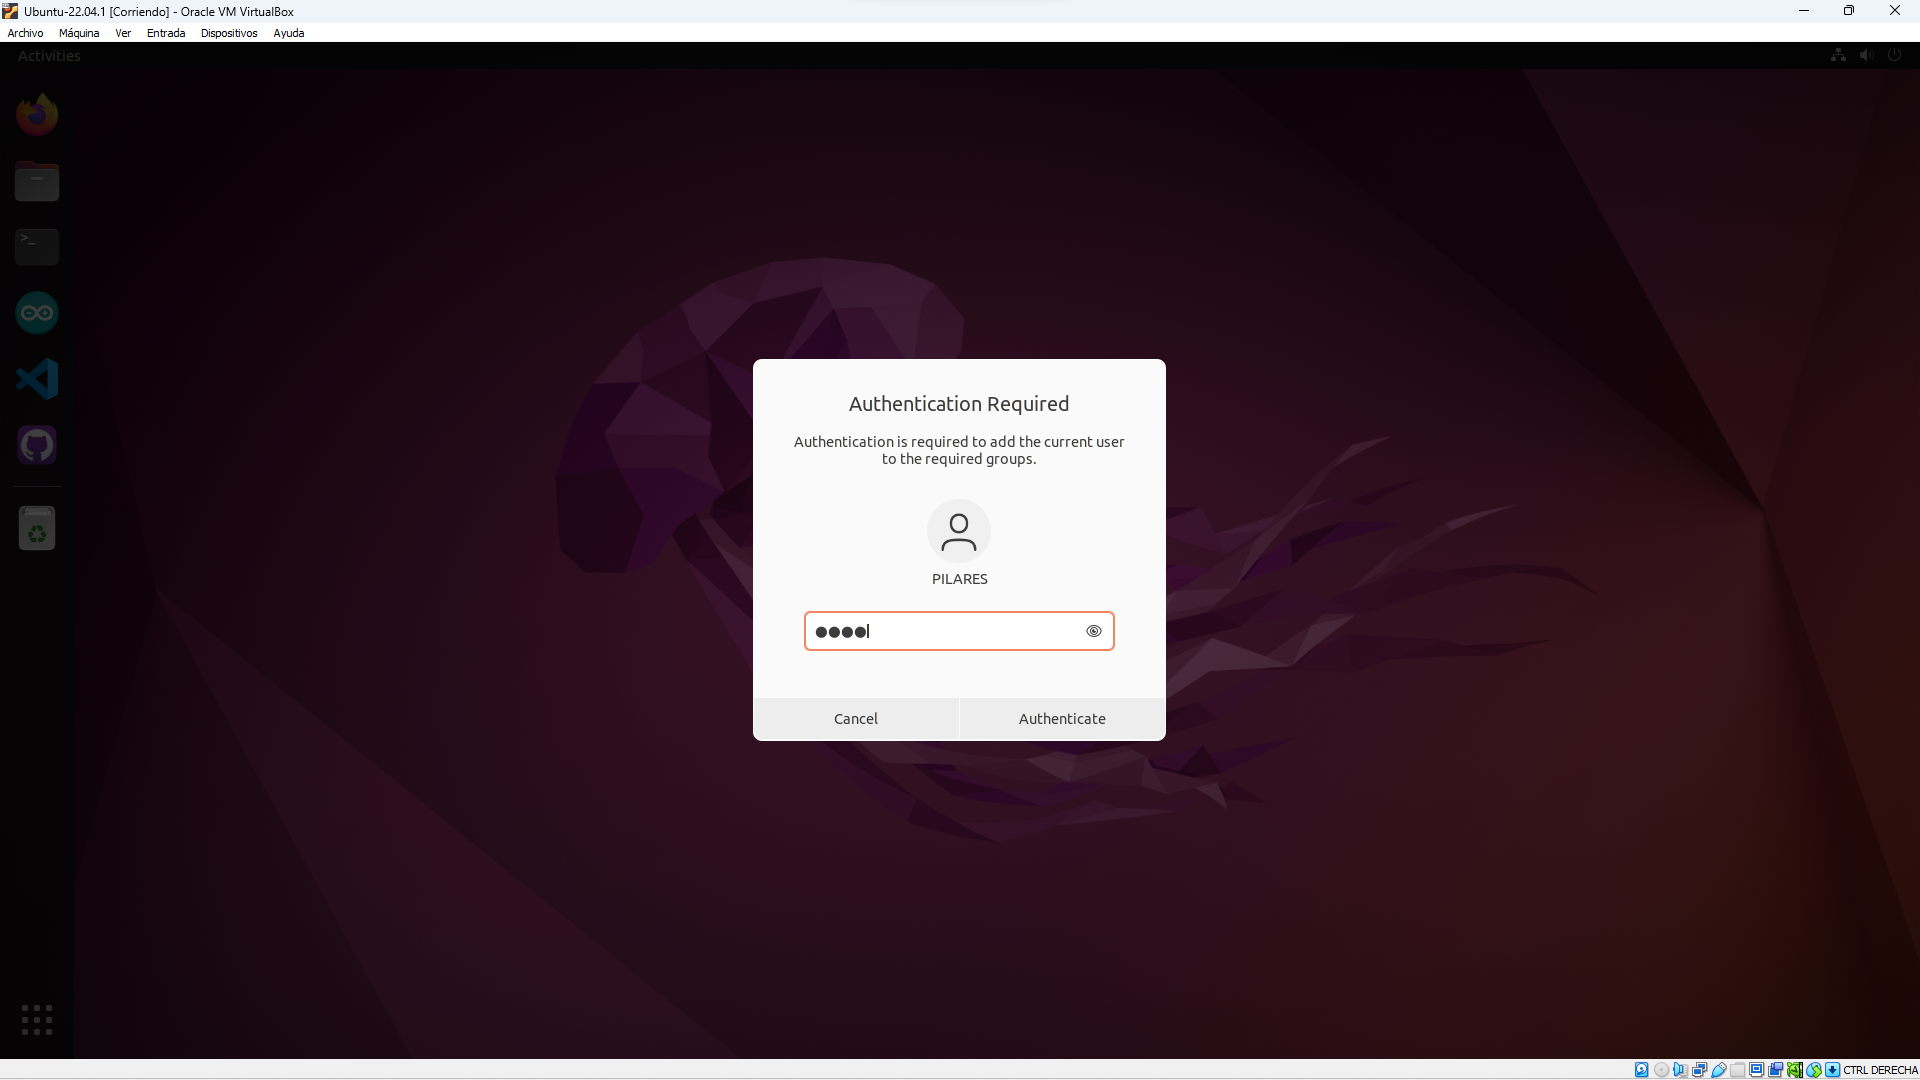 Ubuntu-22.04.1 [Corriendo] - Oracle VM VirtualBox
Archivo Máquina Ver Entrada Dispositivos Ayuda
Activities
Authentication Required
Authentication is required to add the current user
to the required groups.
PILARES
Cancel Authenticate
CTRL DERECHA